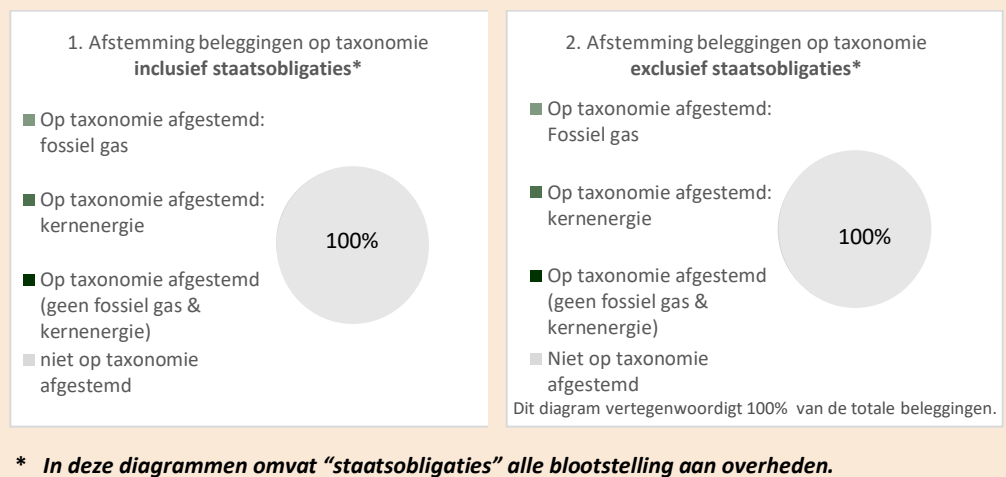 1. Afstemming beleggingen op taxonomie
inclusief staatsobligaties*
Op taxonomie afgestemd:
fossiel gas
Op taxonomie afgestemd:
kernenergie
Op taxonomie afgestemd
(geen fossiel gas &
kernenergie)
niet op taxonomie
afgestemd
100%
2. Afstemming beleggingen op taxonomie
exclusief staatsobligaties*
Op taxonomie afgestemd:
Fossiel gas
Op taxonomie afgestemd:
kernenergie
Op taxonomie afgestemd
(geen fossiel gas &
kernenergie)
Niet op taxonomie
afgestemd
100%
Dit diagram vertegenwoordigt 100% van de totale beleggingen.
* In deze diagrammen omvat “staatsobligaties” alle blootstelling aan overheden.